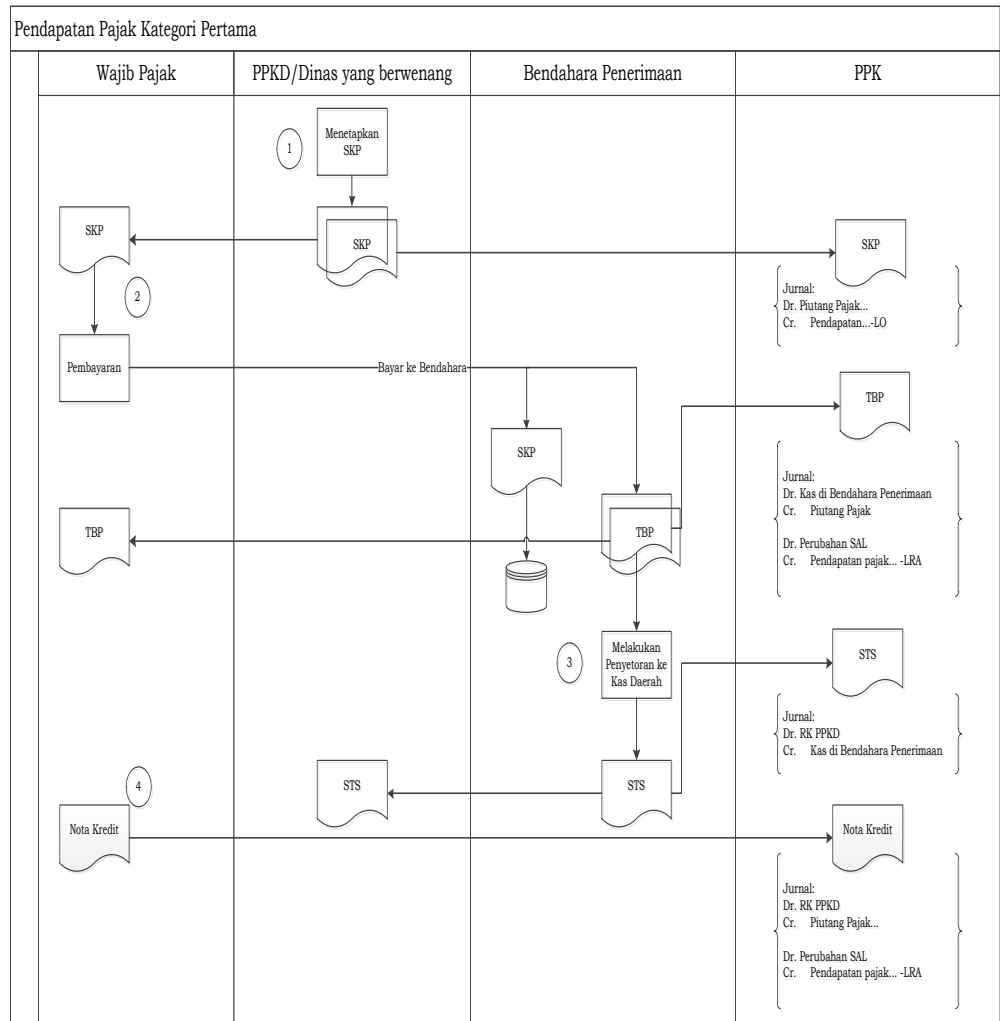 Pendapatan Pajak Kategori Pertama
Wajib Pajak
PPKD/Dinas yang berwenang
Bendahara Penerimaan
PPK
1
Menetapkan
SKP
SKP
SKP
SKP
2
Jurnal:
Dr. Piutang Pajak...
Cr. Pendapatan...-LO
Pembayaran
Bayar ke Bendahara
TBP
SKP
Jurnal:
Dr. Kas di Bendahara Penerimaan
Cr. Piutang Pajak
Dr. Perubahan SAL
Cr. Pendapatan pajak... -LRA
TBP
TBP
3
Melakukan
Penyetoran ke
Kas Daerah
STS
Jurnal:
Dr. RK PPKD
Cr. Kas di Bendahara Penerimaan
STS
STS
4
Nota Kredit
Nota Kredit
Jurnal:
Dr. RK PPKD
Cr. Piutang Pajak...
Dr. Perubahan SAL
Cr. Pendapatan pajak... -LRA